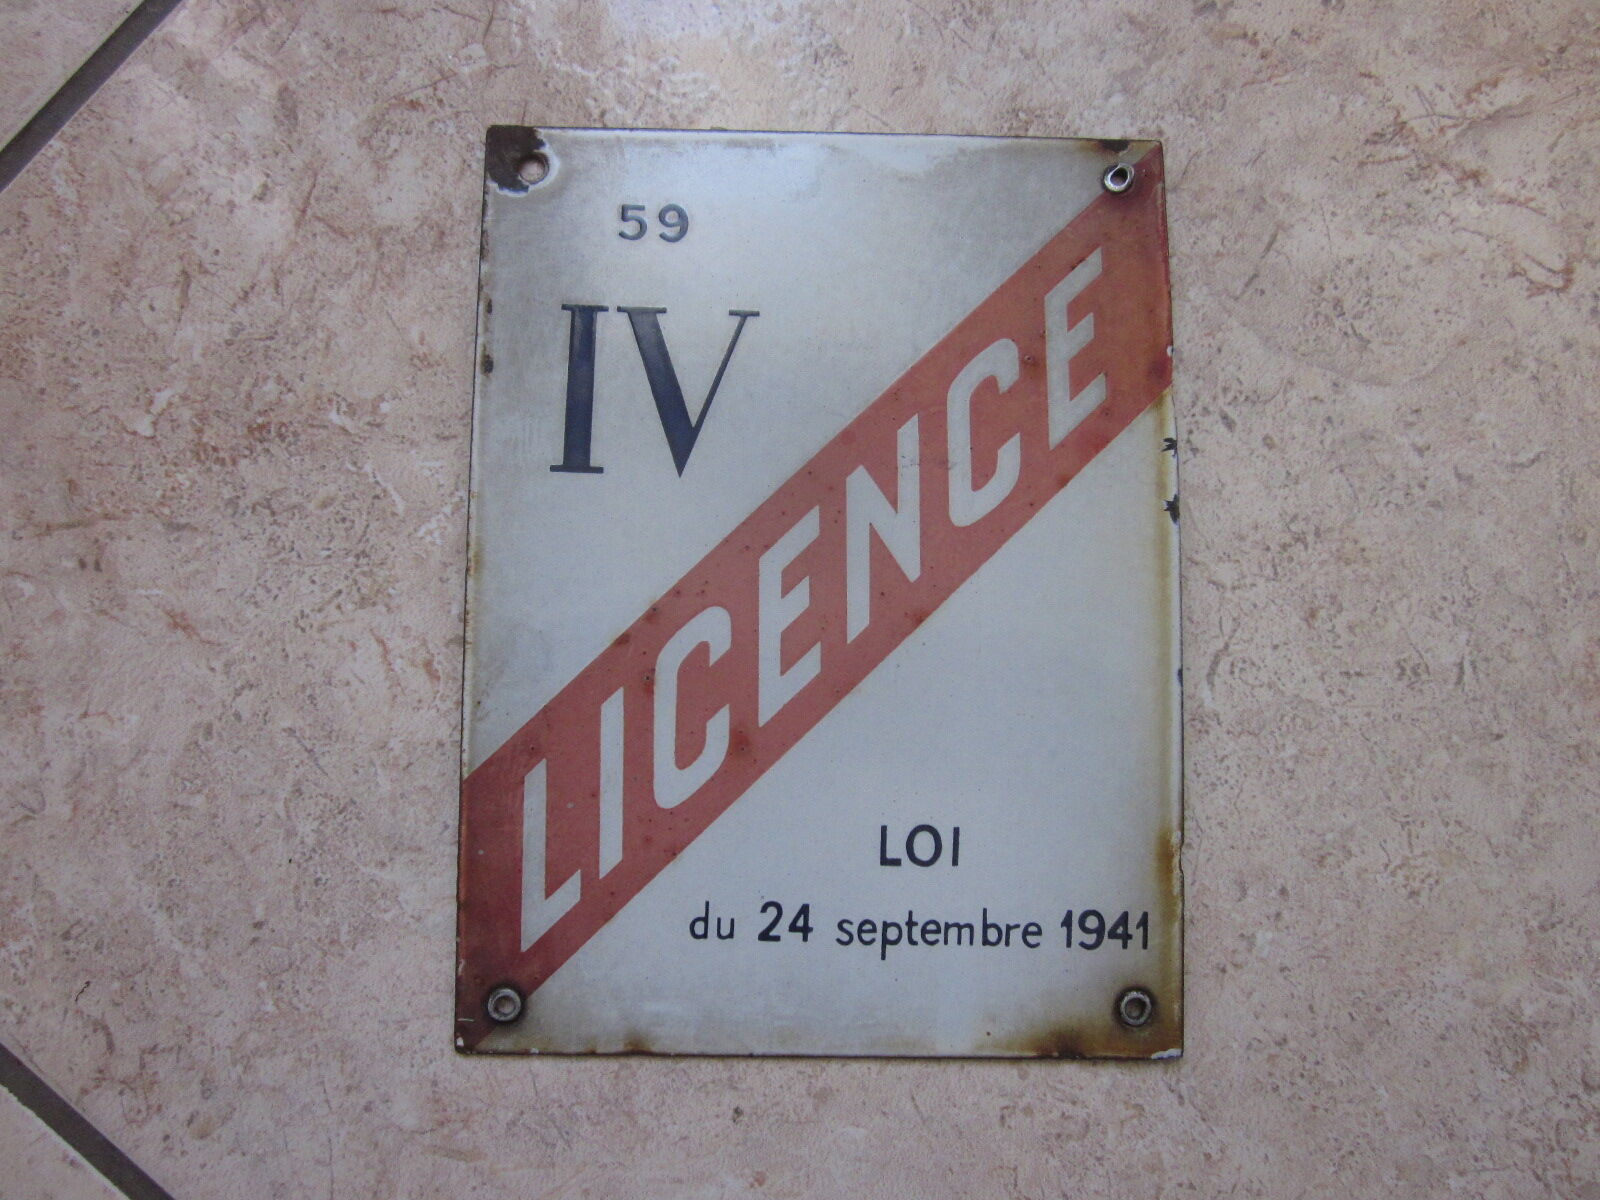 59
IV
LICENCE
LOI
du 24 septembre 1941